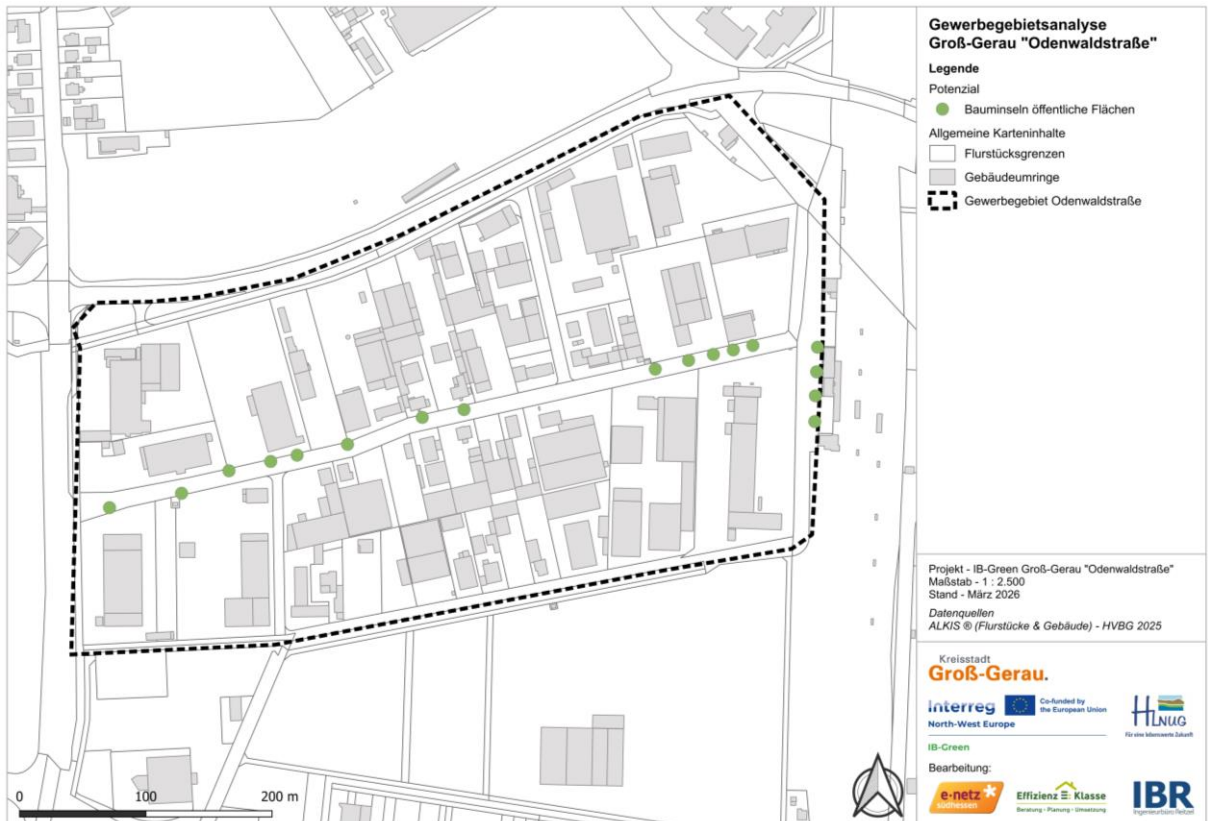 Gewerbegebietsanalyse
Groß-Gerau "Odenwaldstraße"
Legende
Potenzial
Bauminseln öffentliche Flächen
Allgemeine Karteninhalte
Flurstücksgrenzen
Gebäudeumringe
Gewerbegebiet Odenwaldstraße
Projekt - IB-Green Groß-Gerau "Odenwaldstraße"
Maßstab - 1 : 2.500
Stand - März 2026
Datenquellen
ALKIS ® (Flurstücke & Gebäude) - HVBG 2025
Kreisstadt
Groß-Gerau.
Interreg
Co-funded by
the European Union
North-West Europe
HLNUG
Für eine lebenswerte Zukunft
IB-Green
Bearbeitung:
e·netz
südhessen
Effizienz Klasse
Beratung - Planung - Umsetzung
IBR
Ingenieurbüro Reitzel
0 100 200 m